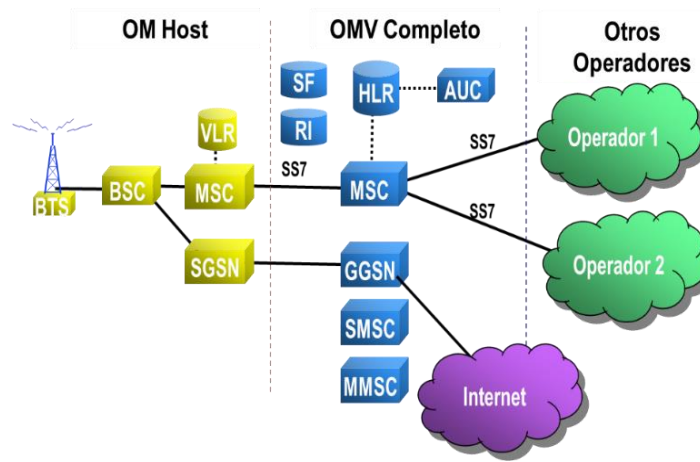 OM Host
OMV Completo
Otros
Operadores
SF
HLR
AUC
VLR
RI
Operador 1
SS7
BTS
BSC
MSC
SS7
MSC
SS7
SGSN
GGSN
Operador 2
SMSC
MMSC
Internet